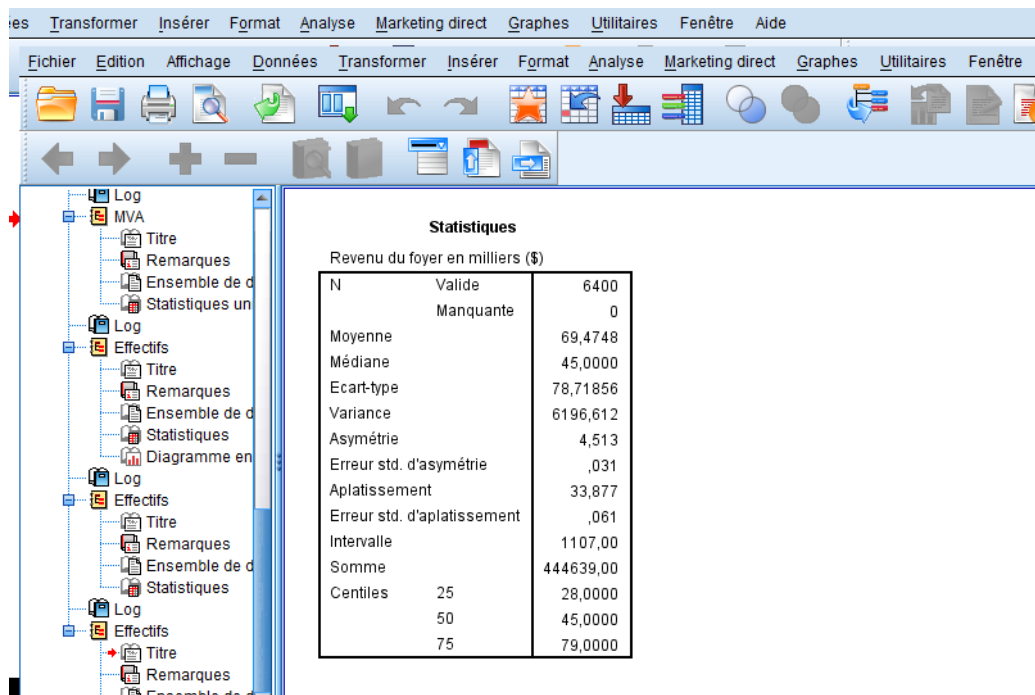 es Transformer Insérer Format Analyse Marketing direct Graphes Utilitaires Fenêtre Aide
Fichier Edition Affichage Données Transformer Insérer Format Analyse Marketing direct Graphes Utilitaires Fenêtre
Log
MVA
Titre
Remarques
Ensemble de d
Statistiques uni
Log
Effectifs
Titre
Remarques
Ensemble de d
Statistiques
Diagramme en
Log
Effectifs
Titre
Remarques
Ensemble de d
Statistiques
Log
Effectifs
Titre
Remarques
Ensemble de d
Statistiques
Revenu du foyer en milliers ($)
N Valide 6400
Manquante 0
Moyenne 69,4748
Médiane 45,0000
Ecart-type 78,71856
Variance 6196,612
Asymétrie 4,513
Erreur std. d'asymétrie ,031
Aplatissement 33,877
Erreur std. d'aplatissement ,061
Intervalle 1107,00
Somme 444639,00
Centiles 25 28,0000
50 45,0000
75 79,0000